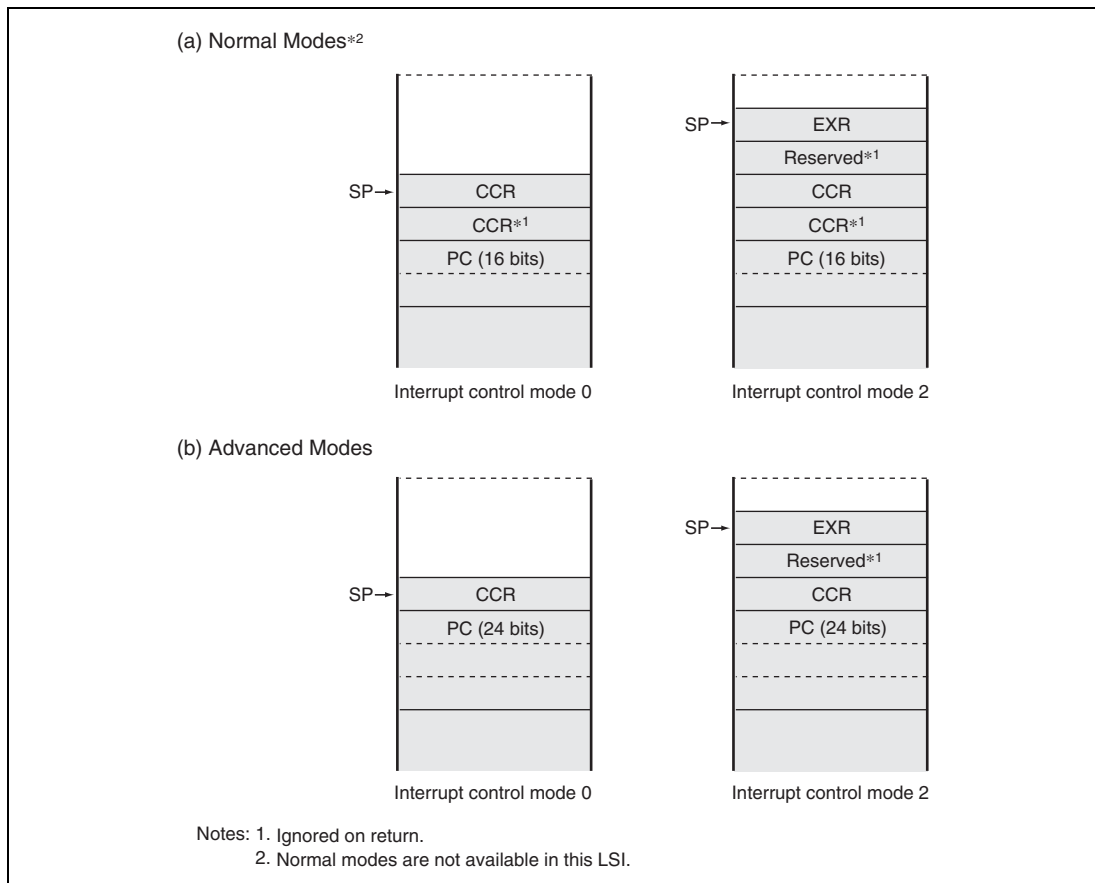 (a) Normal Modes*2
SP
CCR
CCR*1
PC (16 bits)
Interrupt control mode 0
SP
EXR
Reserved*1
CCR
CCR*1
PC (16 bits)
Interrupt control mode 2
(b) Advanced Modes
SP
CCR
PC (24 bits)
Interrupt control mode 0
SP
EXR
Reserved*1
CCR
PC (24 bits)
Interrupt control mode 2
Notes: 1. Ignored on return.
2. Normal modes are not available in this LSI.